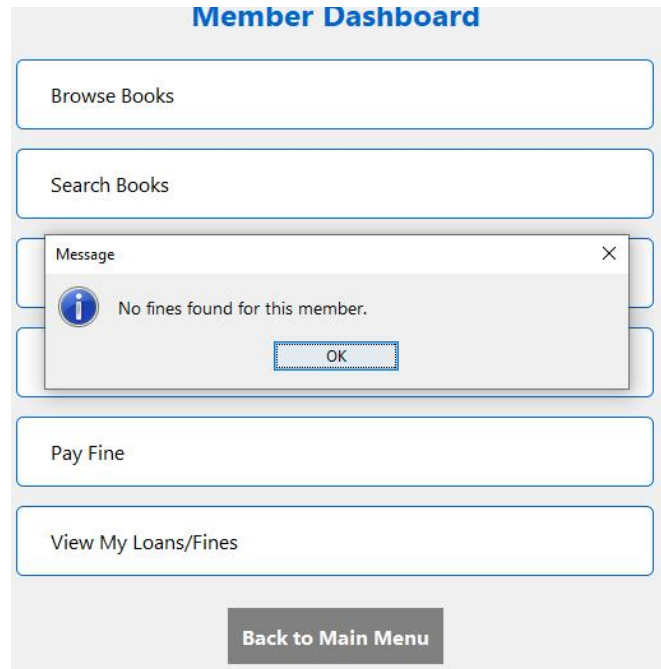 Member Dashboard
Browse Books
Search Books
Message
No fines found for this member.
OK
Pay Fine
View My Loans/Fines
Back to Main Menu